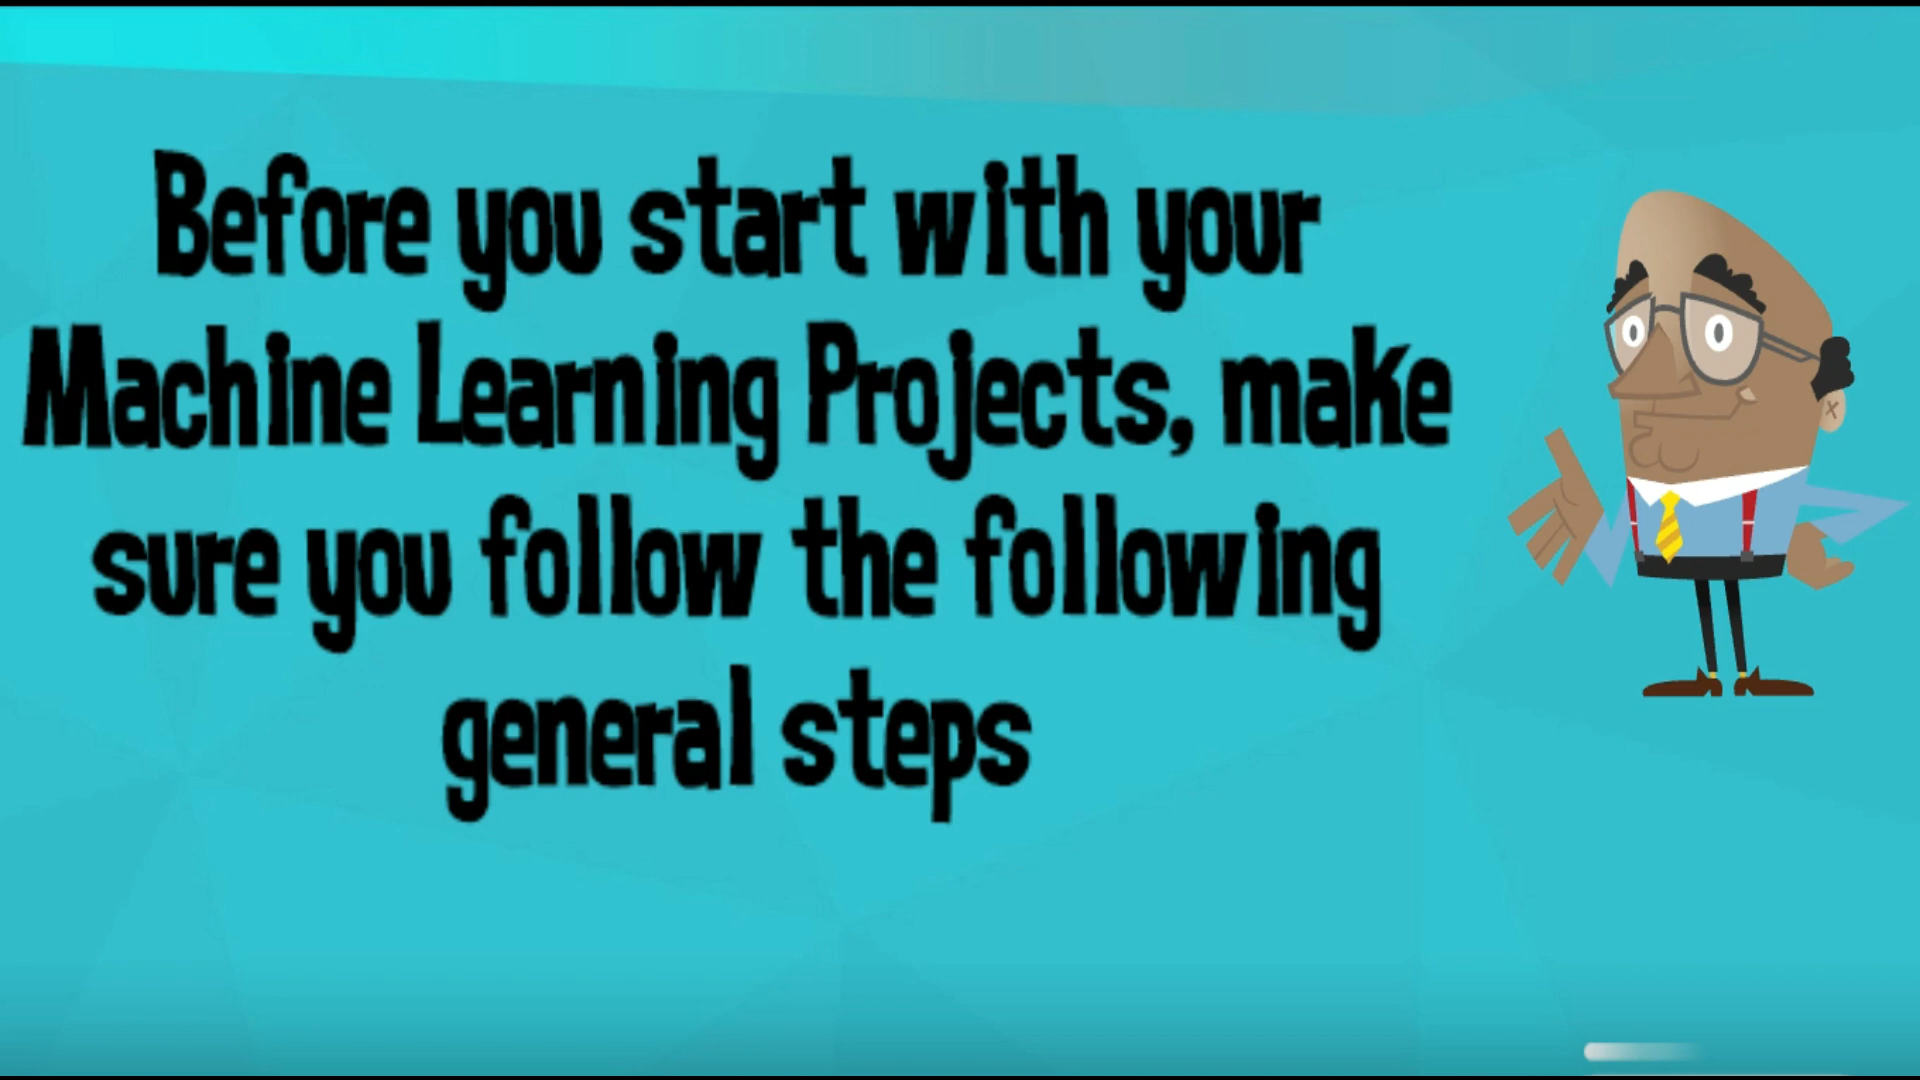 Before you start with your
Machine Learning Projects, make
sure you follow the following
general steps